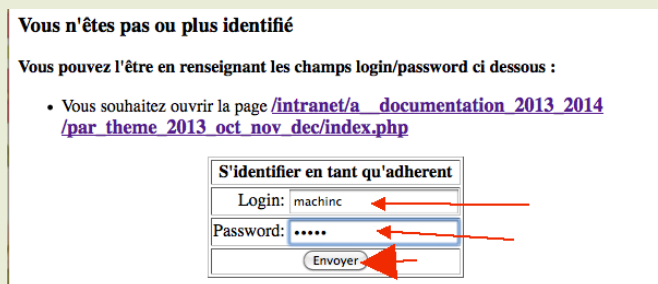 Vous n'êtes pas ou plus identifié
Vous pouvez l'être en renseignant les champs login/password ci dessous :
• Vous souhaitez ouvrir la page /intranet/a__documentation_2013_2014
/par_theme_2013_oct_nov_dec/index.php
S'identifier en tant qu'adherent
Login: machinc
Password: •••••
Envoyer